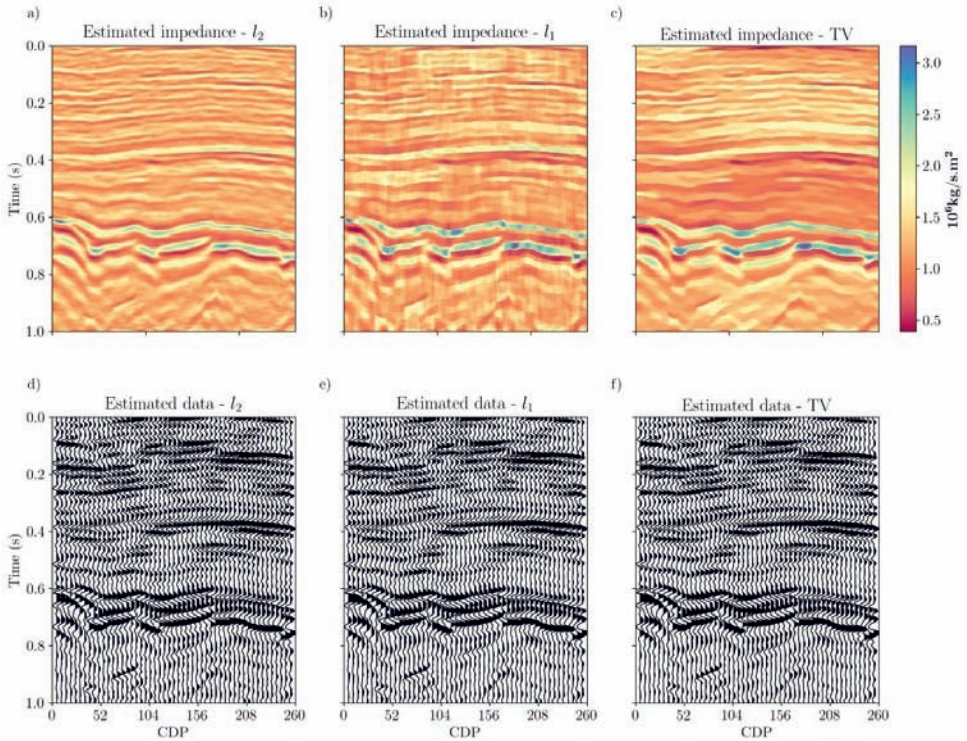 a)
Estimated impedance - l₂
b)
Estimated impedance - l₁
c)
Estimated impedance - TV
0.0
0.2
0.4
0.6
0.8
1.0
Time (s)
3.0
2.5
2.0
1.5
1.0
0.5
10⁶kg/s.m²
d)
Estimated data - l₂
e)
Estimated data - l₁
f)
Estimated data - TV
0.0
0.2
0.4
0.6
0.8
1.0
Time (s)
0 52 104 156 208 260
CDP
0 52 104 156 208 260
CDP
0 52 104 156 208 260
CDP